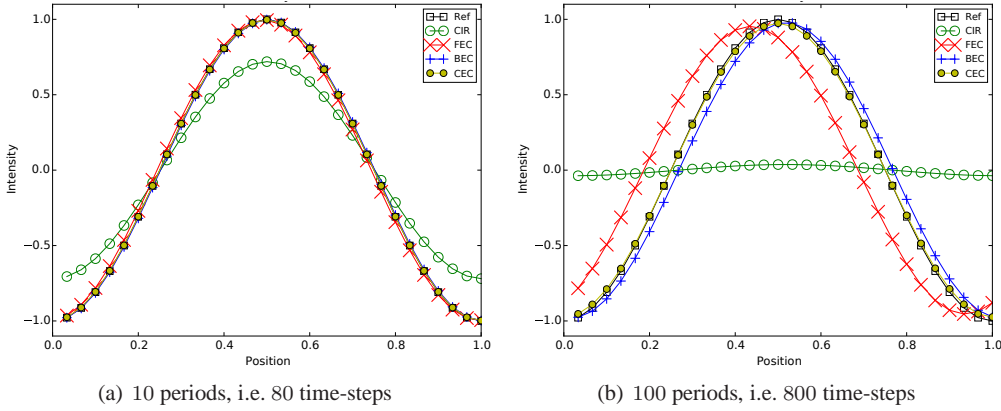 1.0
0.5
0.0
−0.5
−1.0
Intensity
0.0
0.2
0.4
0.6
0.8
1.0
Position
Ref
CIR
FEC
BEC
CEC
(a) 10 periods, i.e. 80 time-steps
1.0
0.5
0.0
−0.5
−1.0
Intensity
0.0
0.2
0.4
0.6
0.8
1.0
Position
Ref
CIR
FEC
BEC
CEC
(b) 100 periods, i.e. 800 time-steps